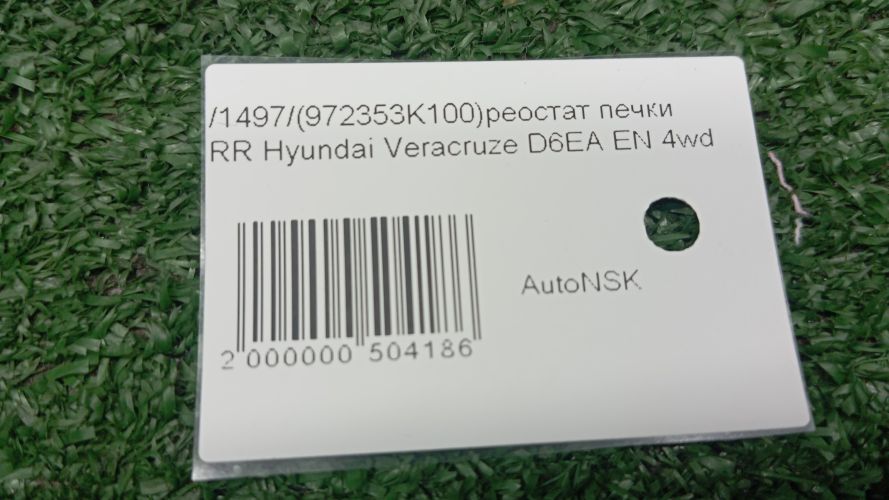 /1497/(972353K100)реостат печки
RR Hyundai Veracruze D6EA EN 4wd
AutoNSK
2 000000 504186